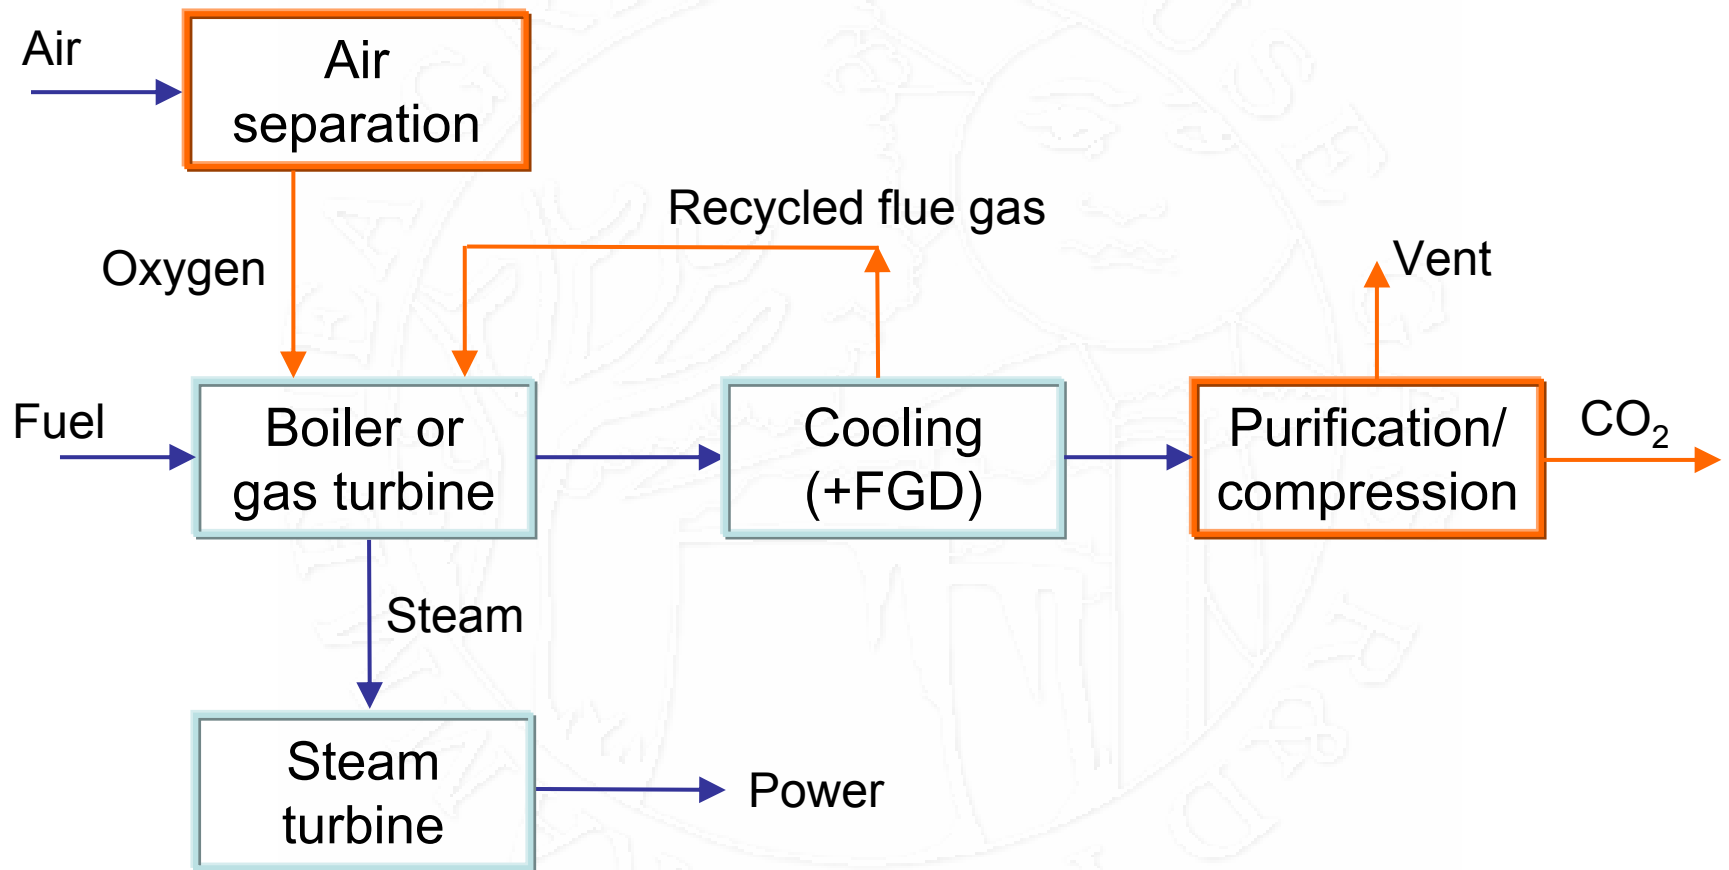 Air
Air
separation
Recycled flue gas
Oxygen
Vent
Fuel
Boiler or
gas turbine
Cooling
(+FGD)
Purification/
compression
CO₂
Steam
Steam
turbine
Power